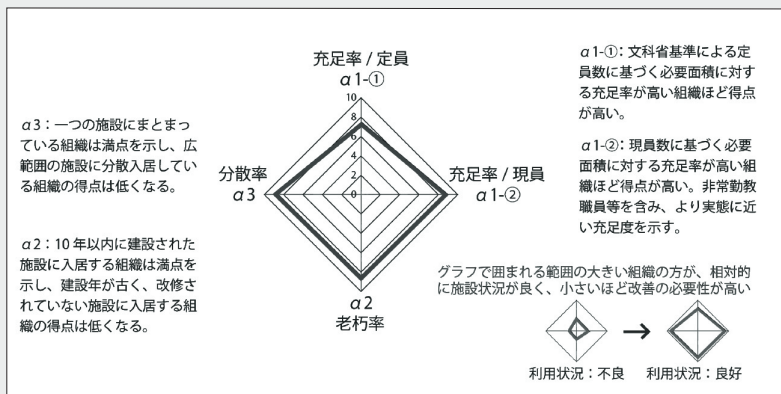 充足率 / 定員
α1-①
10
8
6
4
2
0
分散率
α3
充足率 / 現員
α1-②
α2
老朽率
α3：一つの施設にまとまっ
ている組織は満点を示し、広
範囲の施設に分散入居してい
る組織の得点は低くなる。
α2：10年以内に建設された
施設に入居する組織は満点を
示し、建設年が古く、改修さ
れていない施設に入居する組
織の得点は低くなる。
α1-①：文科省基準による定
員数に基づく必要面積に対す
る充足率が高い組織ほど得点
が高い。
α1-②：現員数に基づく必要
面積に対する充足率が高い組
織ほど得点が高い。非常勤教
職員等を含み、より実態に近
い充足度を示す。
グラフで囲まれる範囲の大きい組織の方が、相対的
に施設状況が良く、小さいほど改善の必要性が高い
利用状況：不良
利用状況：良好